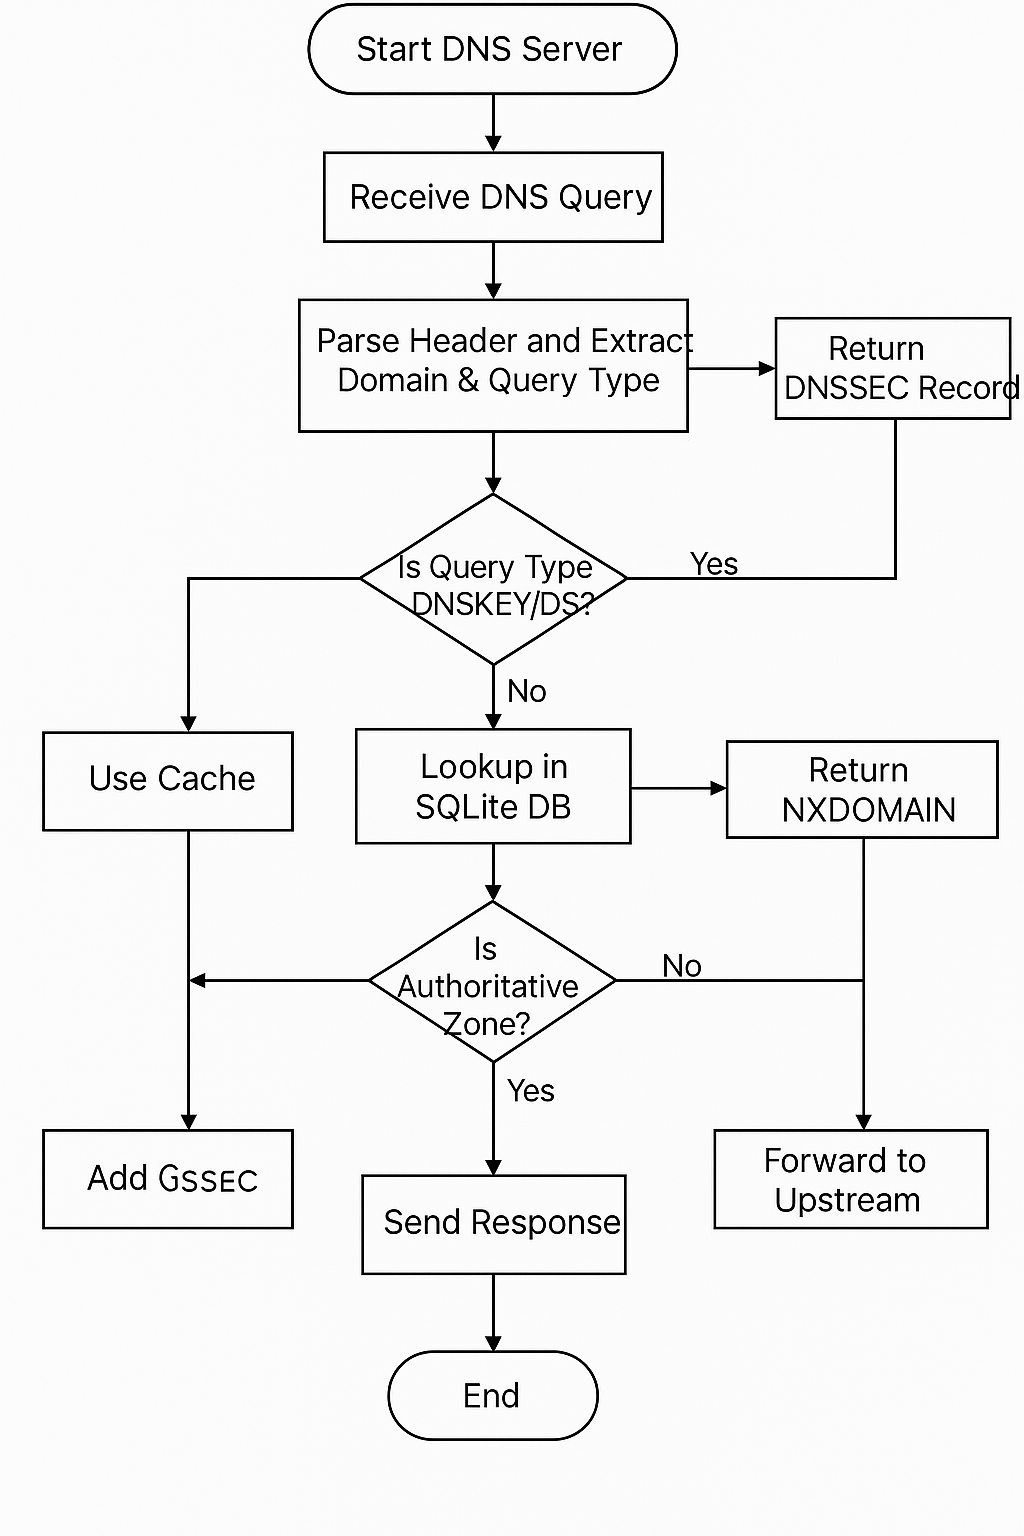 Start DNS Server
Receive DNS Query
Parse Header and Extract
Domain & Query Type
Return
DNSSEC Record
Is Query Type
DNSKEY/DS?
Yes
No
Use Cache
Lookup in
SQLite DB
Return
NXDOMAIN
Is
Authoritative
Zone?
No
Yes
Add GSSEC
Send Response
Forward to
Upstream
End